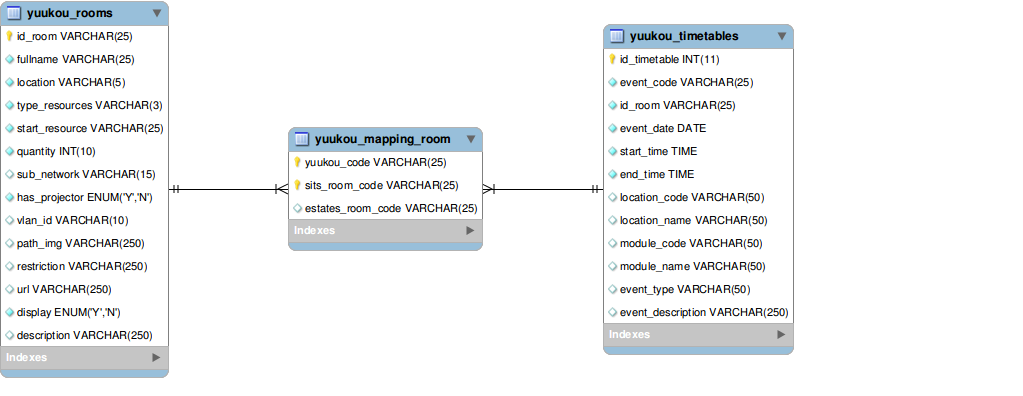 yuukou_rooms
id_room VARCHAR(25)
fullname VARCHAR(25)
location VARCHAR(5)
type_resources VARCHAR(3)
start_resource VARCHAR(25)
quantity INT(10)
sub_network VARCHAR(15)
has_projector ENUM('Y','N')
vlan_id VARCHAR(10)
path_img VARCHAR(250)
restriction VARCHAR(250)
url VARCHAR(250)
display ENUM('Y','N')
description VARCHAR(250)
Indexes
yuukou_mapping_room
yuukou_code VARCHAR(25)
sits_room_code VARCHAR(25)
estates_room_code VARCHAR(25)
Indexes
yuukou_timetables
id_timetable INT(11)
event_code VARCHAR(25)
id_room VARCHAR(25)
event_date DATE
start_time TIME
end_time TIME
location_code VARCHAR(50)
location_name VARCHAR(50)
module_code VARCHAR(50)
module_name VARCHAR(50)
event_type VARCHAR(50)
event_description VARCHAR(250)
Indexes